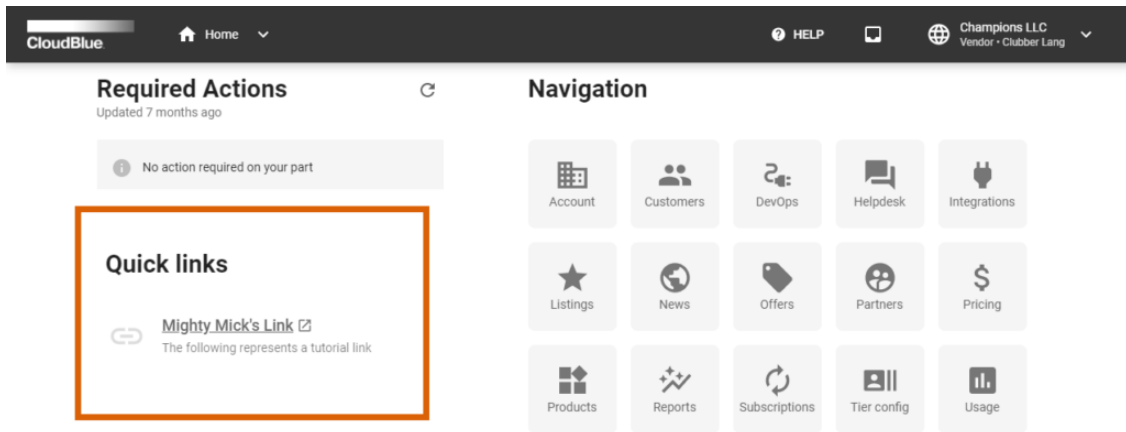 CloudBlue
Home
HELP
Champions LLC
Vendor • Clubber Lang
Required Actions
Updated 7 months ago
No action required on your part
Quick links
Mighty Mick's Link
The following represents a tutorial link
Navigation
Account
Customers
DevOps
Helpdesk
Integrations
Listings
News
Offers
Partners
Pricing
Products
Reports
Subscriptions
Tier config
Usage